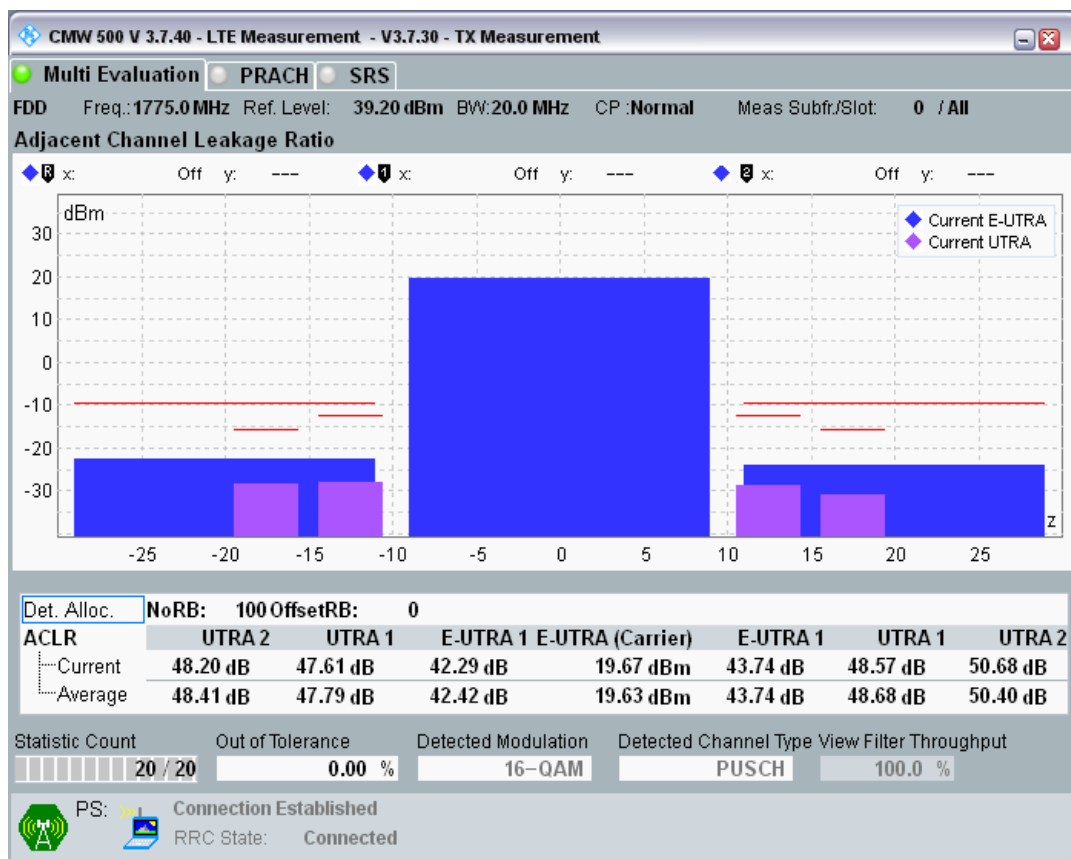 CMW 500 V 3.7.40 - LTE Measurement - V3.7.30 - TX Measurement
Multi Evaluation PRACH SRS
FDD Freq.:1775.0 MHz Ref. Level: 39.20 dBm BW:20.0 MHz CP :Normal Meas Subfr./Slot: 0 / All
Adjacent Channel Leakage Ratio
R x: Off y: --- 1 x: Off y: --- 2 x: Off y: ---
dBm
Current E-UTRA
Current UTRA
30
20
10
0
-10
-20
-30
z
-25 -20 -15 -10 -5 0 5 10 15 20 25
Det. Alloc. NoRB: 100 OffsetRB: 0
ACLR UTRA 2 UTRA 1 E-UTRA 1 E-UTRA (Carrier) E-UTRA 1 UTRA 1 UTRA 2
Current 48.20 dB 47.61 dB 42.29 dB 19.67 dBm 43.74 dB 48.57 dB 50.68 dB
Average 48.41 dB 47.79 dB 42.42 dB 19.63 dBm 43.74 dB 48.68 dB 50.40 dB
Statistic Count Out of Tolerance Detected Modulation Detected Channel Type View Filter Throughput
20 / 20 0.00 % 16-QAM PUSCH 100.0 %
PS: Connection Established
RRC State: Connected